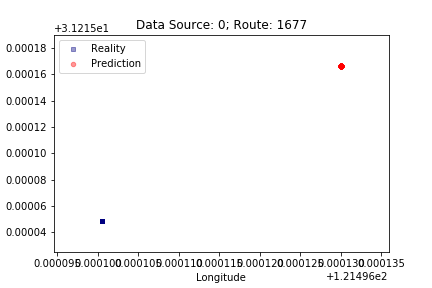 Data Source: 0; Route: 1677
+3.1215e1
Reality
Prediction
0.00018
0.00016
0.00014
0.00012
0.00010
0.00008
0.00006
0.00004
0.000095 0.000100 0.000105 0.000110 0.000115 0.000120 0.000125 0.000130 0.000135
Longitude
+1.21496e2